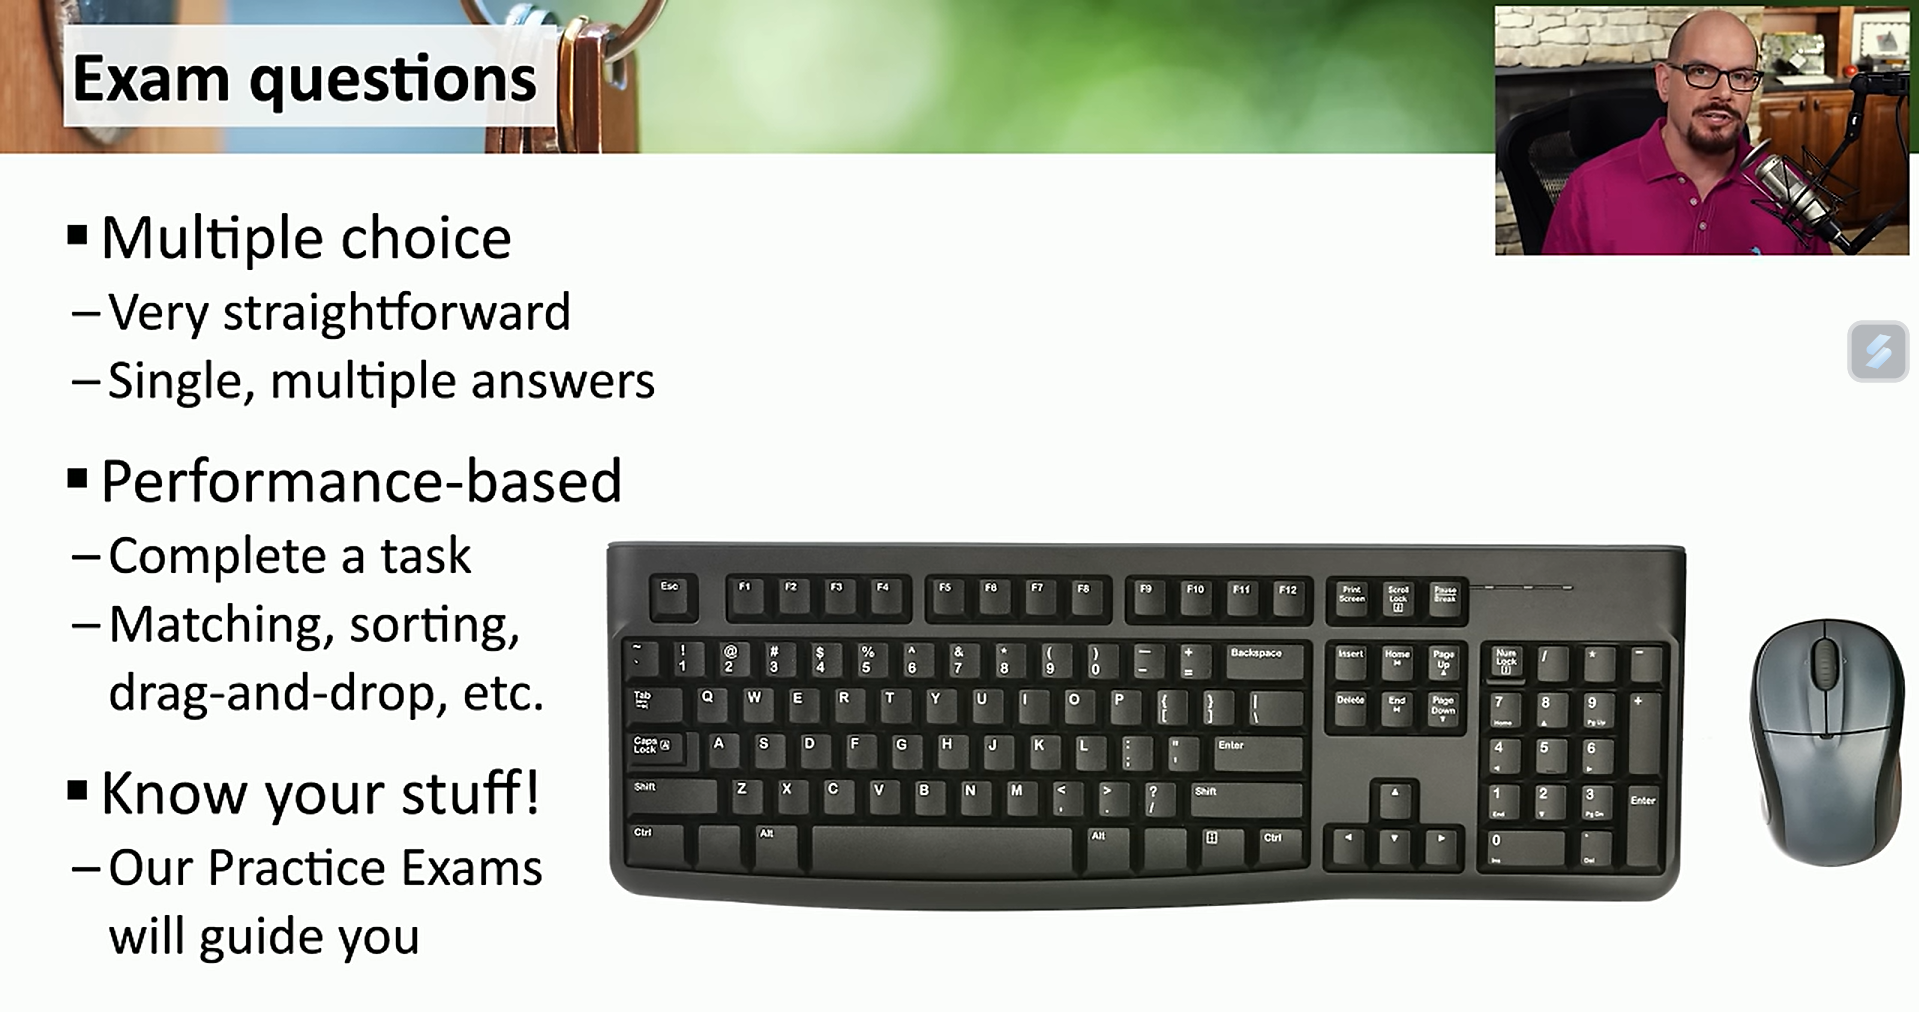 Exam questions
▪ Multiple choice
– Very straightforward
– Single, multiple answers
▪ Performance-based
– Complete a task
– Matching, sorting,
drag-and-drop, etc.
▪ Know your stuff!
– Our Practice Exams
will guide you
Esc F1 F2 F3 F4 F5 F6 F7 F8 F9 F10 F11 F12 Print Screen Scroll Lock Pause Break
~ ` ! 1 @ 2 # 3 $ 4 % 5 ^ 6 & 7 * 8 ( 9 ) 0 — – + = Backspace Insert Home Page Up Num Lock / * –
Tab Q W E R T Y U I O P { [ } ] | \ Delete End Page Down 7 Home 8 9 Pg Up +
Caps Lock A A S D F G H J K L : ; " ' Enter 4 5 6
Shift Z X C V B N M < , > . ? / Shift 1 End 2 3 Pg Dn Enter
Ctrl Alt Alt Ctrl 0 Ins . Del